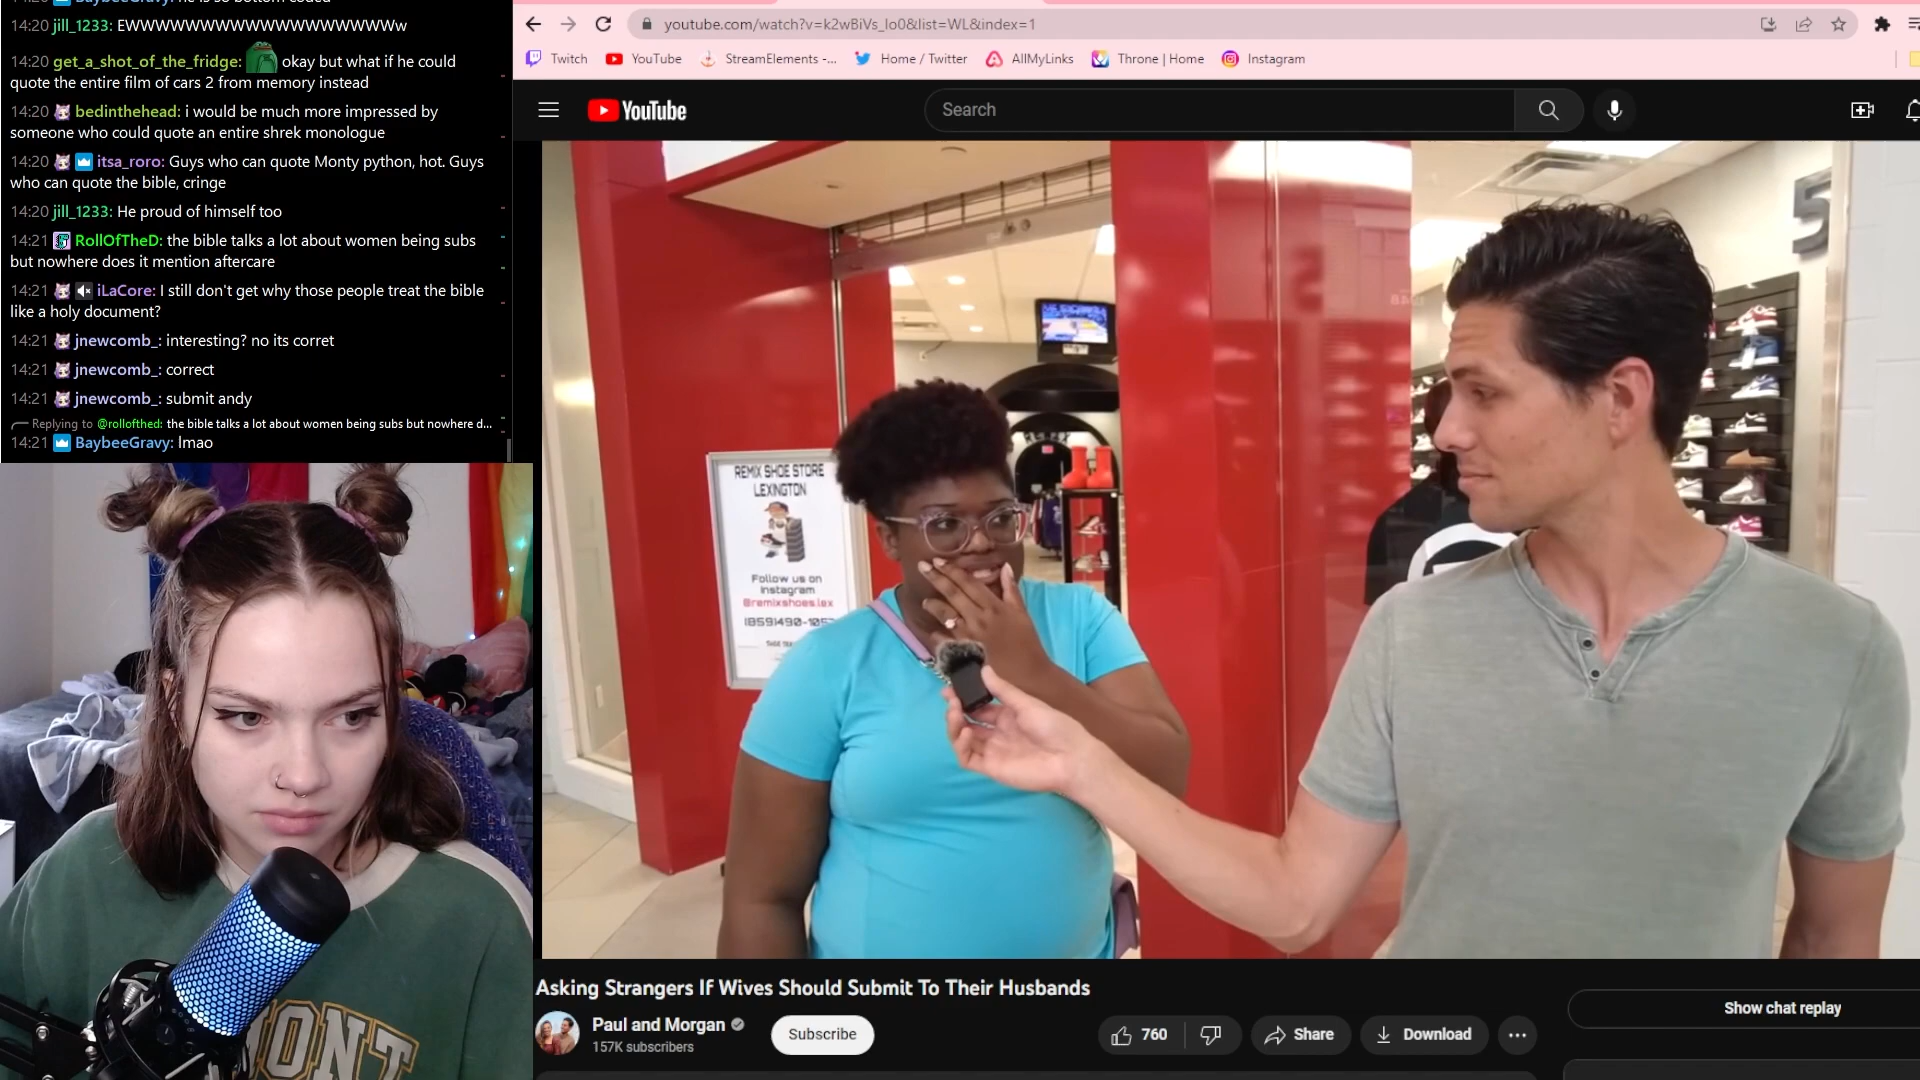 14:20 jill_1233: EWWWWWWWWWWWWWWWWWWw
14:20 get_a_shot_of_the_fridge: okay but what if he could
quote the entire film of cars 2 from memory instead
14:20 bedinthehead: i would be much more impressed by
someone who could quote an entire shrek monologue
14:20 itsa_roro: Guys who can quote Monty python, hot. Guys
who can quote the bible, cringe
14:20 jill_1233: He proud of himself too
14:21 RollOfTheD: the bible talks a lot about women being subs
but nowhere does it mention aftercare
14:21 iLaCore: I still don't get why those people treat the bible
like a holy document?
14:21 jnewcomb_: interesting? no its corret
14:21 jnewcomb_: correct
14:21 jnewcomb_: submit andy
Replying to @rollofthed: the bible talks a lot about women being subs but nowhere d...
14:21 BaybeeGravy: lmao
youtube.com/watch?v=k2wBiVs_lo0&list=WL&index=1
Twitch YouTube StreamElements -... Home / Twitter AllMyLinks Throne | Home Instagram
YouTube
Search
5
REMIX SHOE STORE
LEXINGTON
Follow us on
Instagram
@remixshoes.lex
ONT
Asking Strangers If Wives Should Submit To Their Husbands
Paul and Morgan
157K subscribers
Subscribe
760
Share
Download
Show chat replay